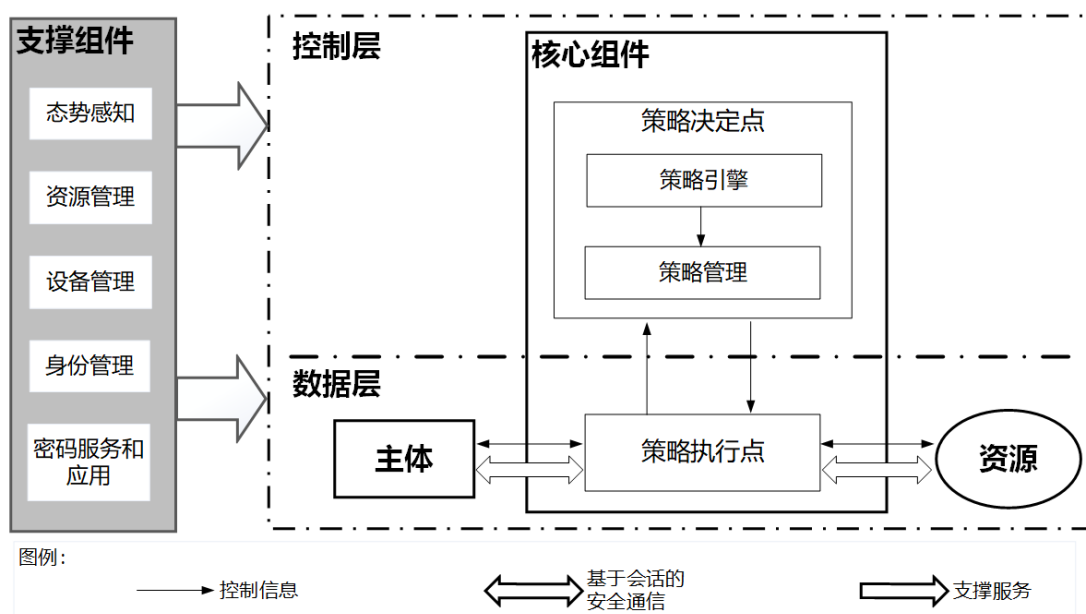 支撑组件
态势感知
资源管理
设备管理
身份管理
密码服务和
应用
控制层
核心组件
策略决定点
策略引擎
策略管理
数据层
主体
策略执行点
资源
图例：
控制信息
基于会话的
安全通信
支撑服务